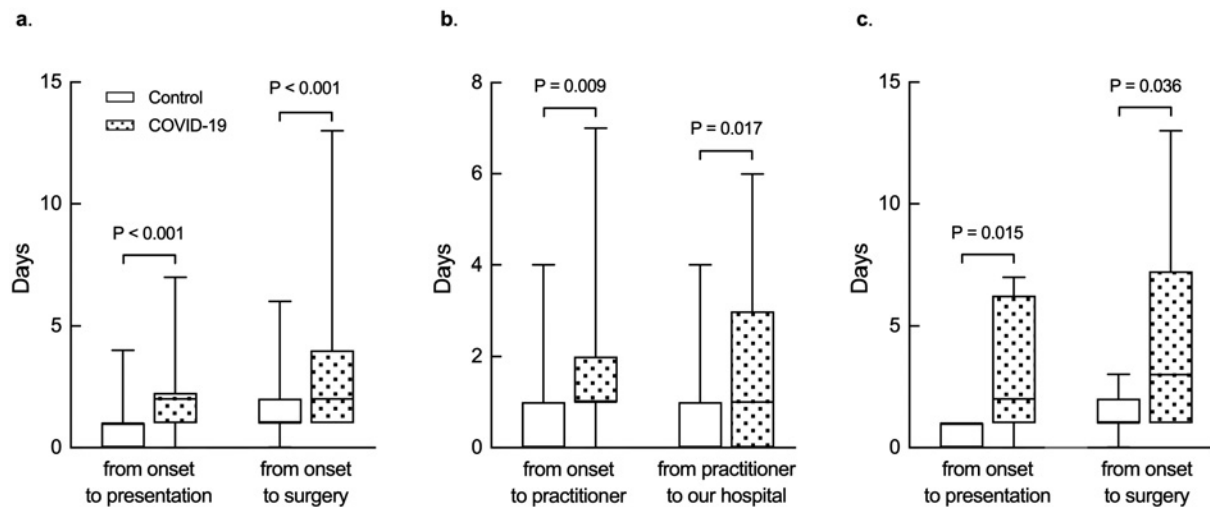 a.
15
10
5
0
Days
Control
COVID-19
P < 0.001
P < 0.001
from onset
to presentation
from onset
to surgery
b.
8
6
4
2
0
Days
P = 0.009
P = 0.017
from onset
to practitioner
from practitioner
to our hospital
c.
15
10
5
0
Days
P = 0.015
P = 0.036
from onset
to presentation
from onset
to surgery